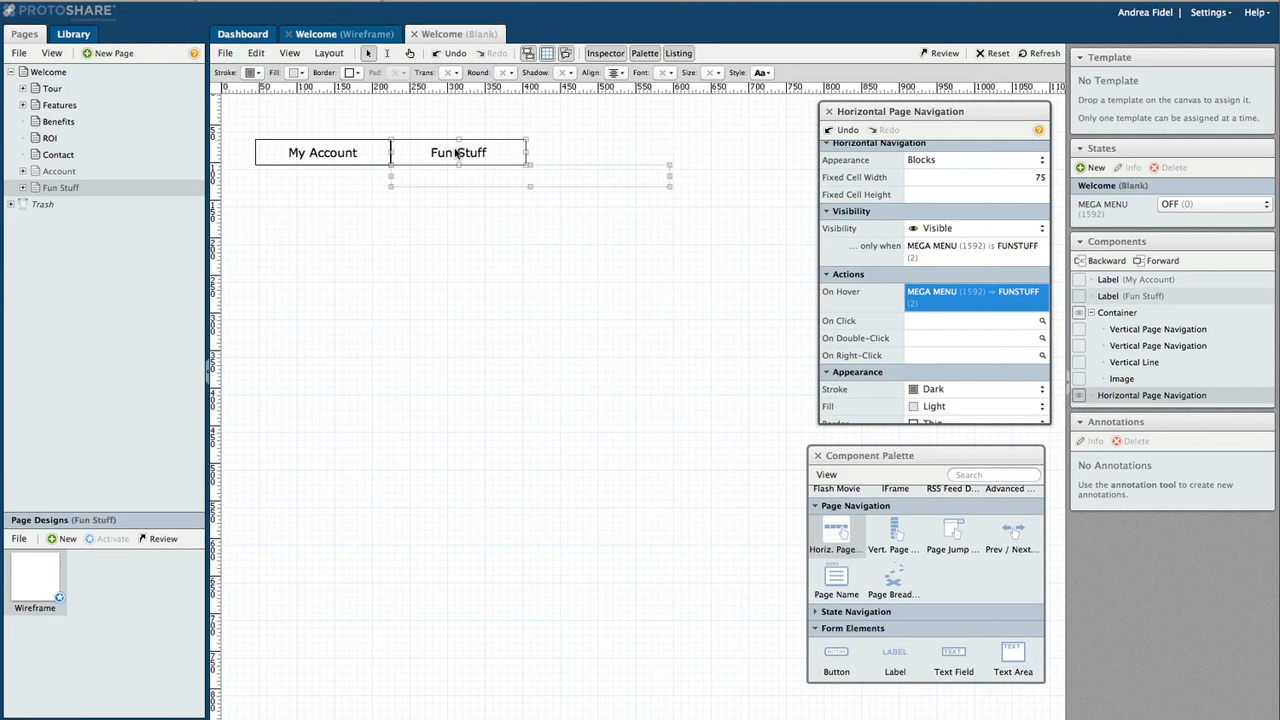 PROTOSHARE
Andrea Fidel
Settings
Help
Pages
Library
Dashboard
Welcome (Wireframe)
Welcome (Blank)
File
View
New Page
File
Edit
View
Layout
Undo
Redo
Inspector
Palette
Listing
Review
Reset
Refresh
Stroke:
Fill:
Border:
Pad:
Trans:
Round:
Shadow:
Align:
Font:
Size:
Style:
Aa
Welcome
Tour
Features
Benefits
ROI
Contact
Account
Fun Stuff
Trash
My Account
Fun Stuff
Horizontal Page Navigation
Undo
Redo
Horizontal Navigation
Appearance
Blocks
Fixed Cell Width
75
Fixed Cell Height
Visibility
Visibility
Visible
... only when
MEGA MENU (1592) is FUNSTUFF
(2)
Actions
On Hover
MEGA MENU (1592) → FUNSTUFF
(2)
On Click
On Double-Click
On Right-Click
Appearance
Stroke
Dark
Fill
Light
Component Palette
View
Search
Flash Movie
IFrame
RSS Feed D...
Advanced ...
Page Navigation
Horiz. Page...
Vert. Page ...
Page Jump ...
Prev / Next...
Page Name
Page Bread...
State Navigation
Form Elements
BUTTON
LABEL
TEXT
TEXT
Button
Label
Text Field
Text Area
Template
No Template
Drop a template on the canvas to assign it.
Only one template can be assigned at a time.
States
New
Info
Delete
Welcome (Blank)
MEGA MENU
(1592)
OFF (0)
Components
Backward
Forward
Label (My Account)
Label (Fun Stuff)
Container
Vertical Page Navigation
Vertical Page Navigation
Vertical Line
Image
Horizontal Page Navigation
Annotations
Info
Delete
No Annotations
Use the annotation tool to create new
annotations.
Page Designs (Fun Stuff)
File
New
Activate
Review
Wireframe